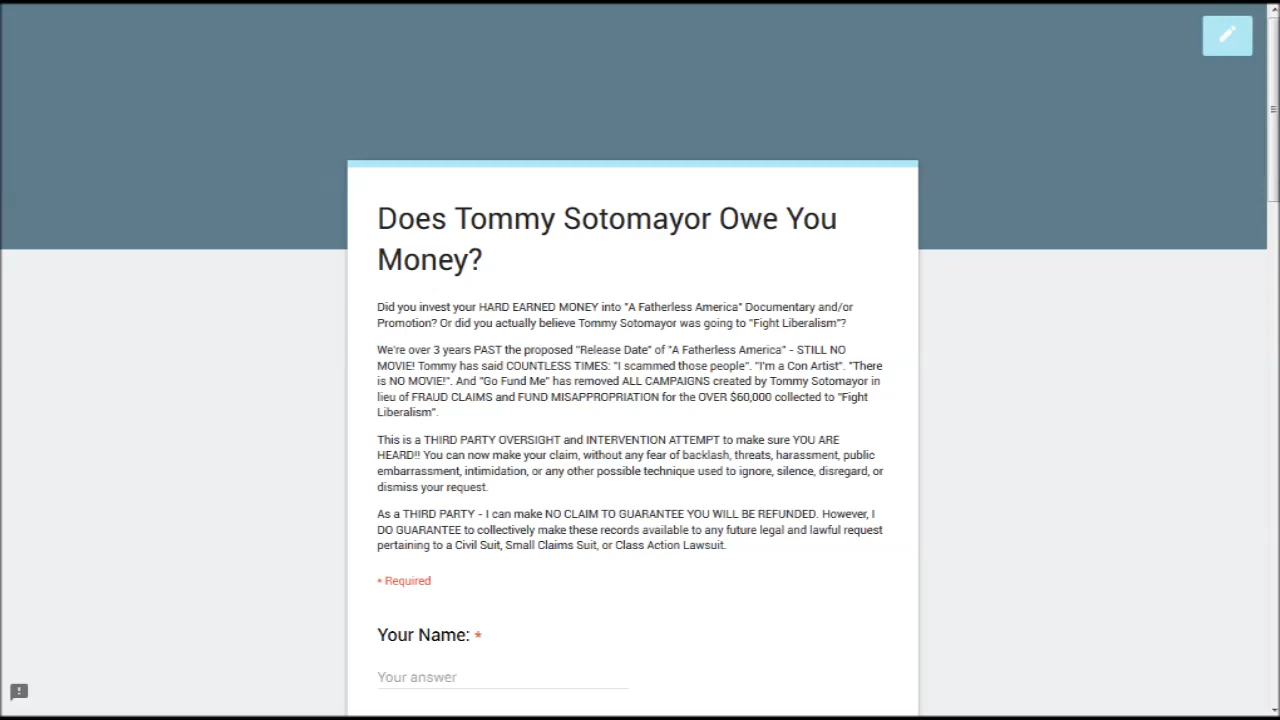 Does Tommy Sotomayor Owe You
Money?
Did you invest your HARD EARNED MONEY into "A Fatherless America" Documentary and/or
Promotion? Or did you actually believe Tommy Sotomayor was going to "Fight Liberalism"?
We're over 3 years PAST the proposed "Release Date" of "A Fatherless America" - STILL NO
MOVIE! Tommy has said COUNTLESS TIMES: "I scammed those people". "I'm a Con Artist". "There
is NO MOVIE!". And "Go Fund Me" has removed ALL CAMPAIGNS created by Tommy Sotomayor in
lieu of FRAUD CLAIMS and FUND MISAPPROPRIATION for the OVER $60,000 collected to "Fight
Liberalism".
This is a THIRD PARTY OVERSIGHT and INTERVENTION ATTEMPT to make sure YOU ARE
HEARD!! You can now make your claim, without any fear of backlash, threats, harassment, public
embarrassment, intimidation, or any other possible technique used to ignore, silence, disregard, or
dismiss your request.
As a THIRD PARTY - I can make NO CLAIM TO GUARANTEE YOU WILL BE REFUNDED. However, I
DO GUARANTEE to collectively make these records available to any future legal and lawful request
pertaining to a Civil Suit, Small Claims Suit, or Class Action Lawsuit.
* Required
Your Name: *
Your answer